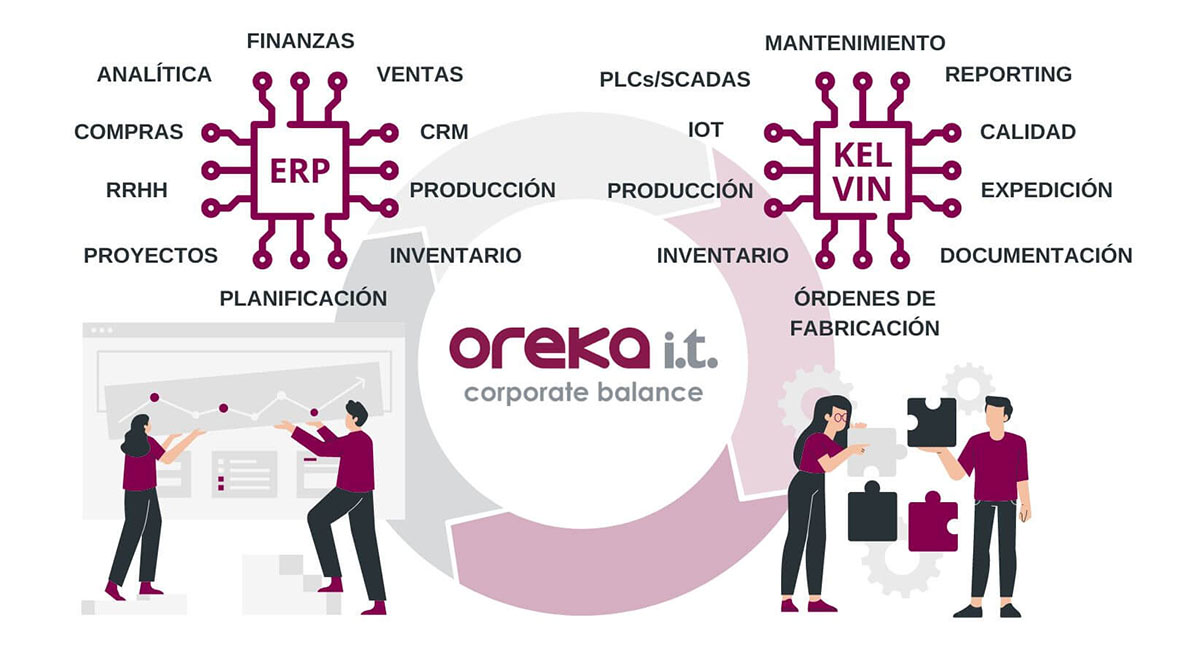 FINANZAS
ANALÍTICA
VENTAS
COMPRAS
CRM
ERP
RRHH
PRODUCCIÓN
PROYECTOS
INVENTARIO
PLANIFICACIÓN
MANTENIMIENTO
PLCs/SCADAS
REPORTING
IOT
CALIDAD
KEL
VIN
PRODUCCIÓN
EXPEDICIÓN
INVENTARIO
DOCUMENTACIÓN
ÓRDENES DE
FABRICACIÓN
oreka i.t.
corporate balance